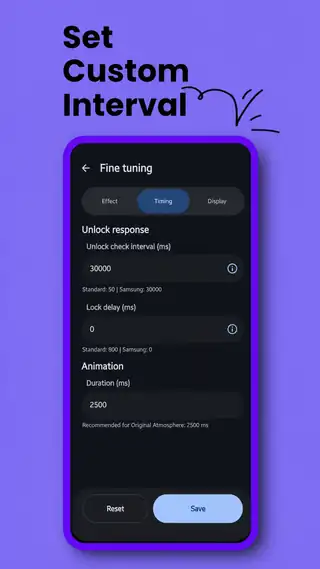 Set
Custom
Interval
Fine tuning
Effect
Timing
Display
Unlock response
Unlock check interval (ms)
30000
Standard: 50 | Samsung: 30000
Lock delay (ms)
0
Standard: 800 | Samsung: 0
Animation
Duration (ms)
2500
Recommended for Original Atmosphere: 2500 ms
Reset
Save